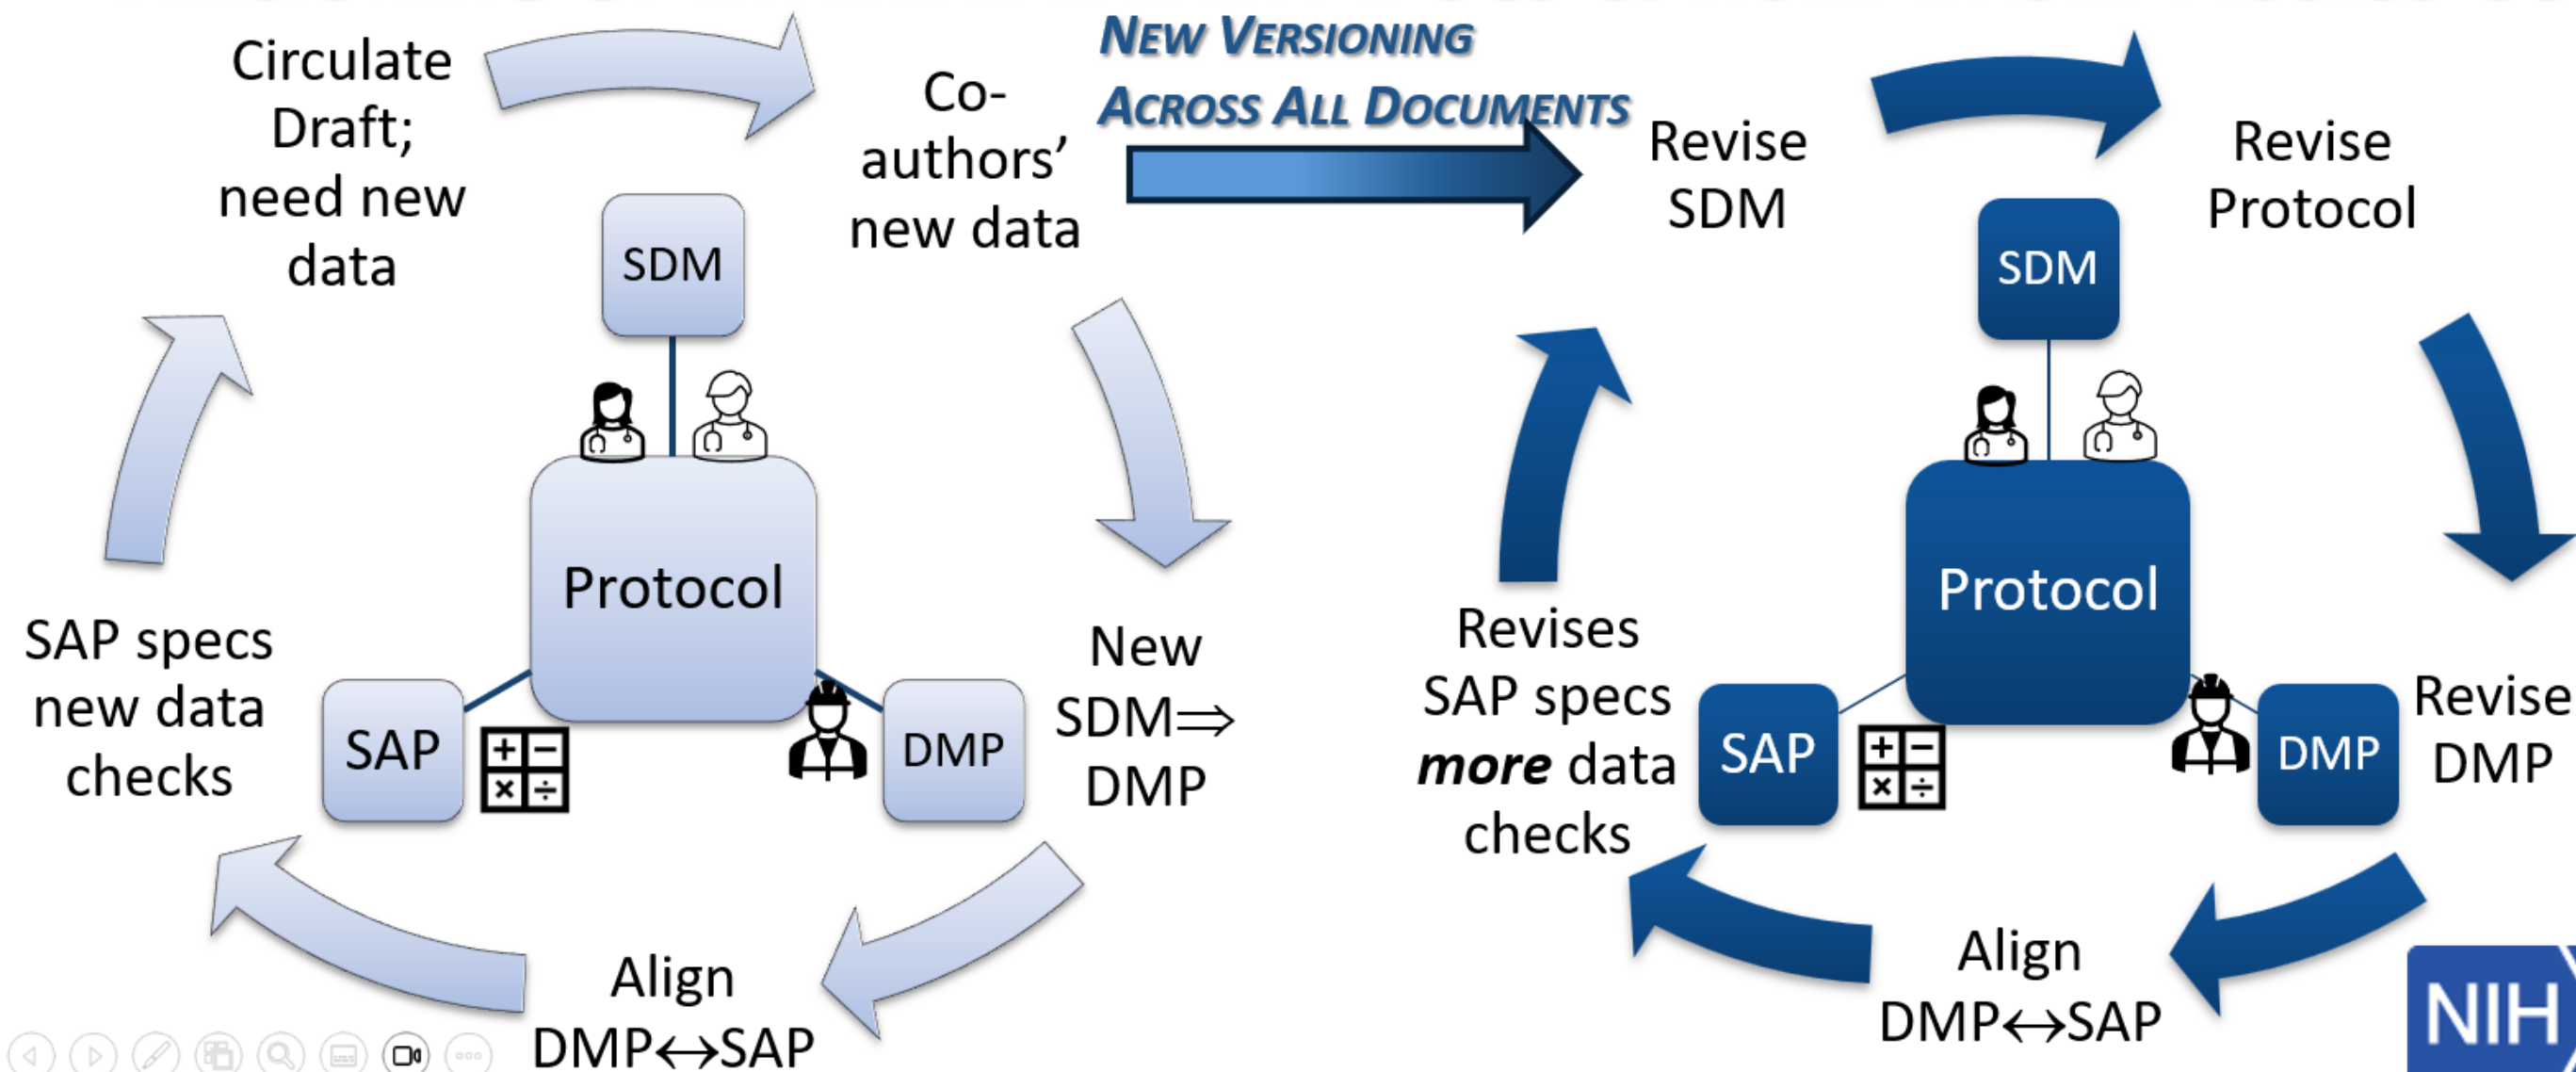 Circulate
Draft;
need new
data
Co-
authors’
new data
New
SDM⇒
DMP
Align
DMP↔SAP
SAP specs
new data
checks
SDM
Protocol
SAP
+ −
× ÷
DMP
NEW VERSIONING
ACROSS ALL DOCUMENTS
Revise
SDM
Revise
Protocol
Revise
DMP
Align
DMP↔SAP
Revises
SAP specs
more data
checks
SDM
Protocol
SAP
+ −
× ÷
DMP
NIH